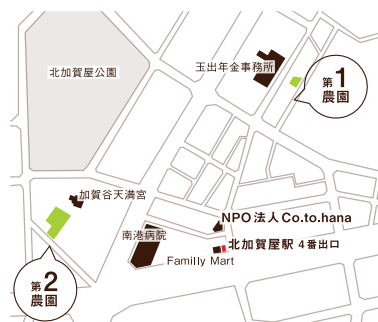 玉出年金事務所
北加賀屋公園
第1
農園
加賀谷天満宮
NPO法人Co.to.hana
南港病院
北加賀屋駅 4番出口
Familly Mart
第2
農園